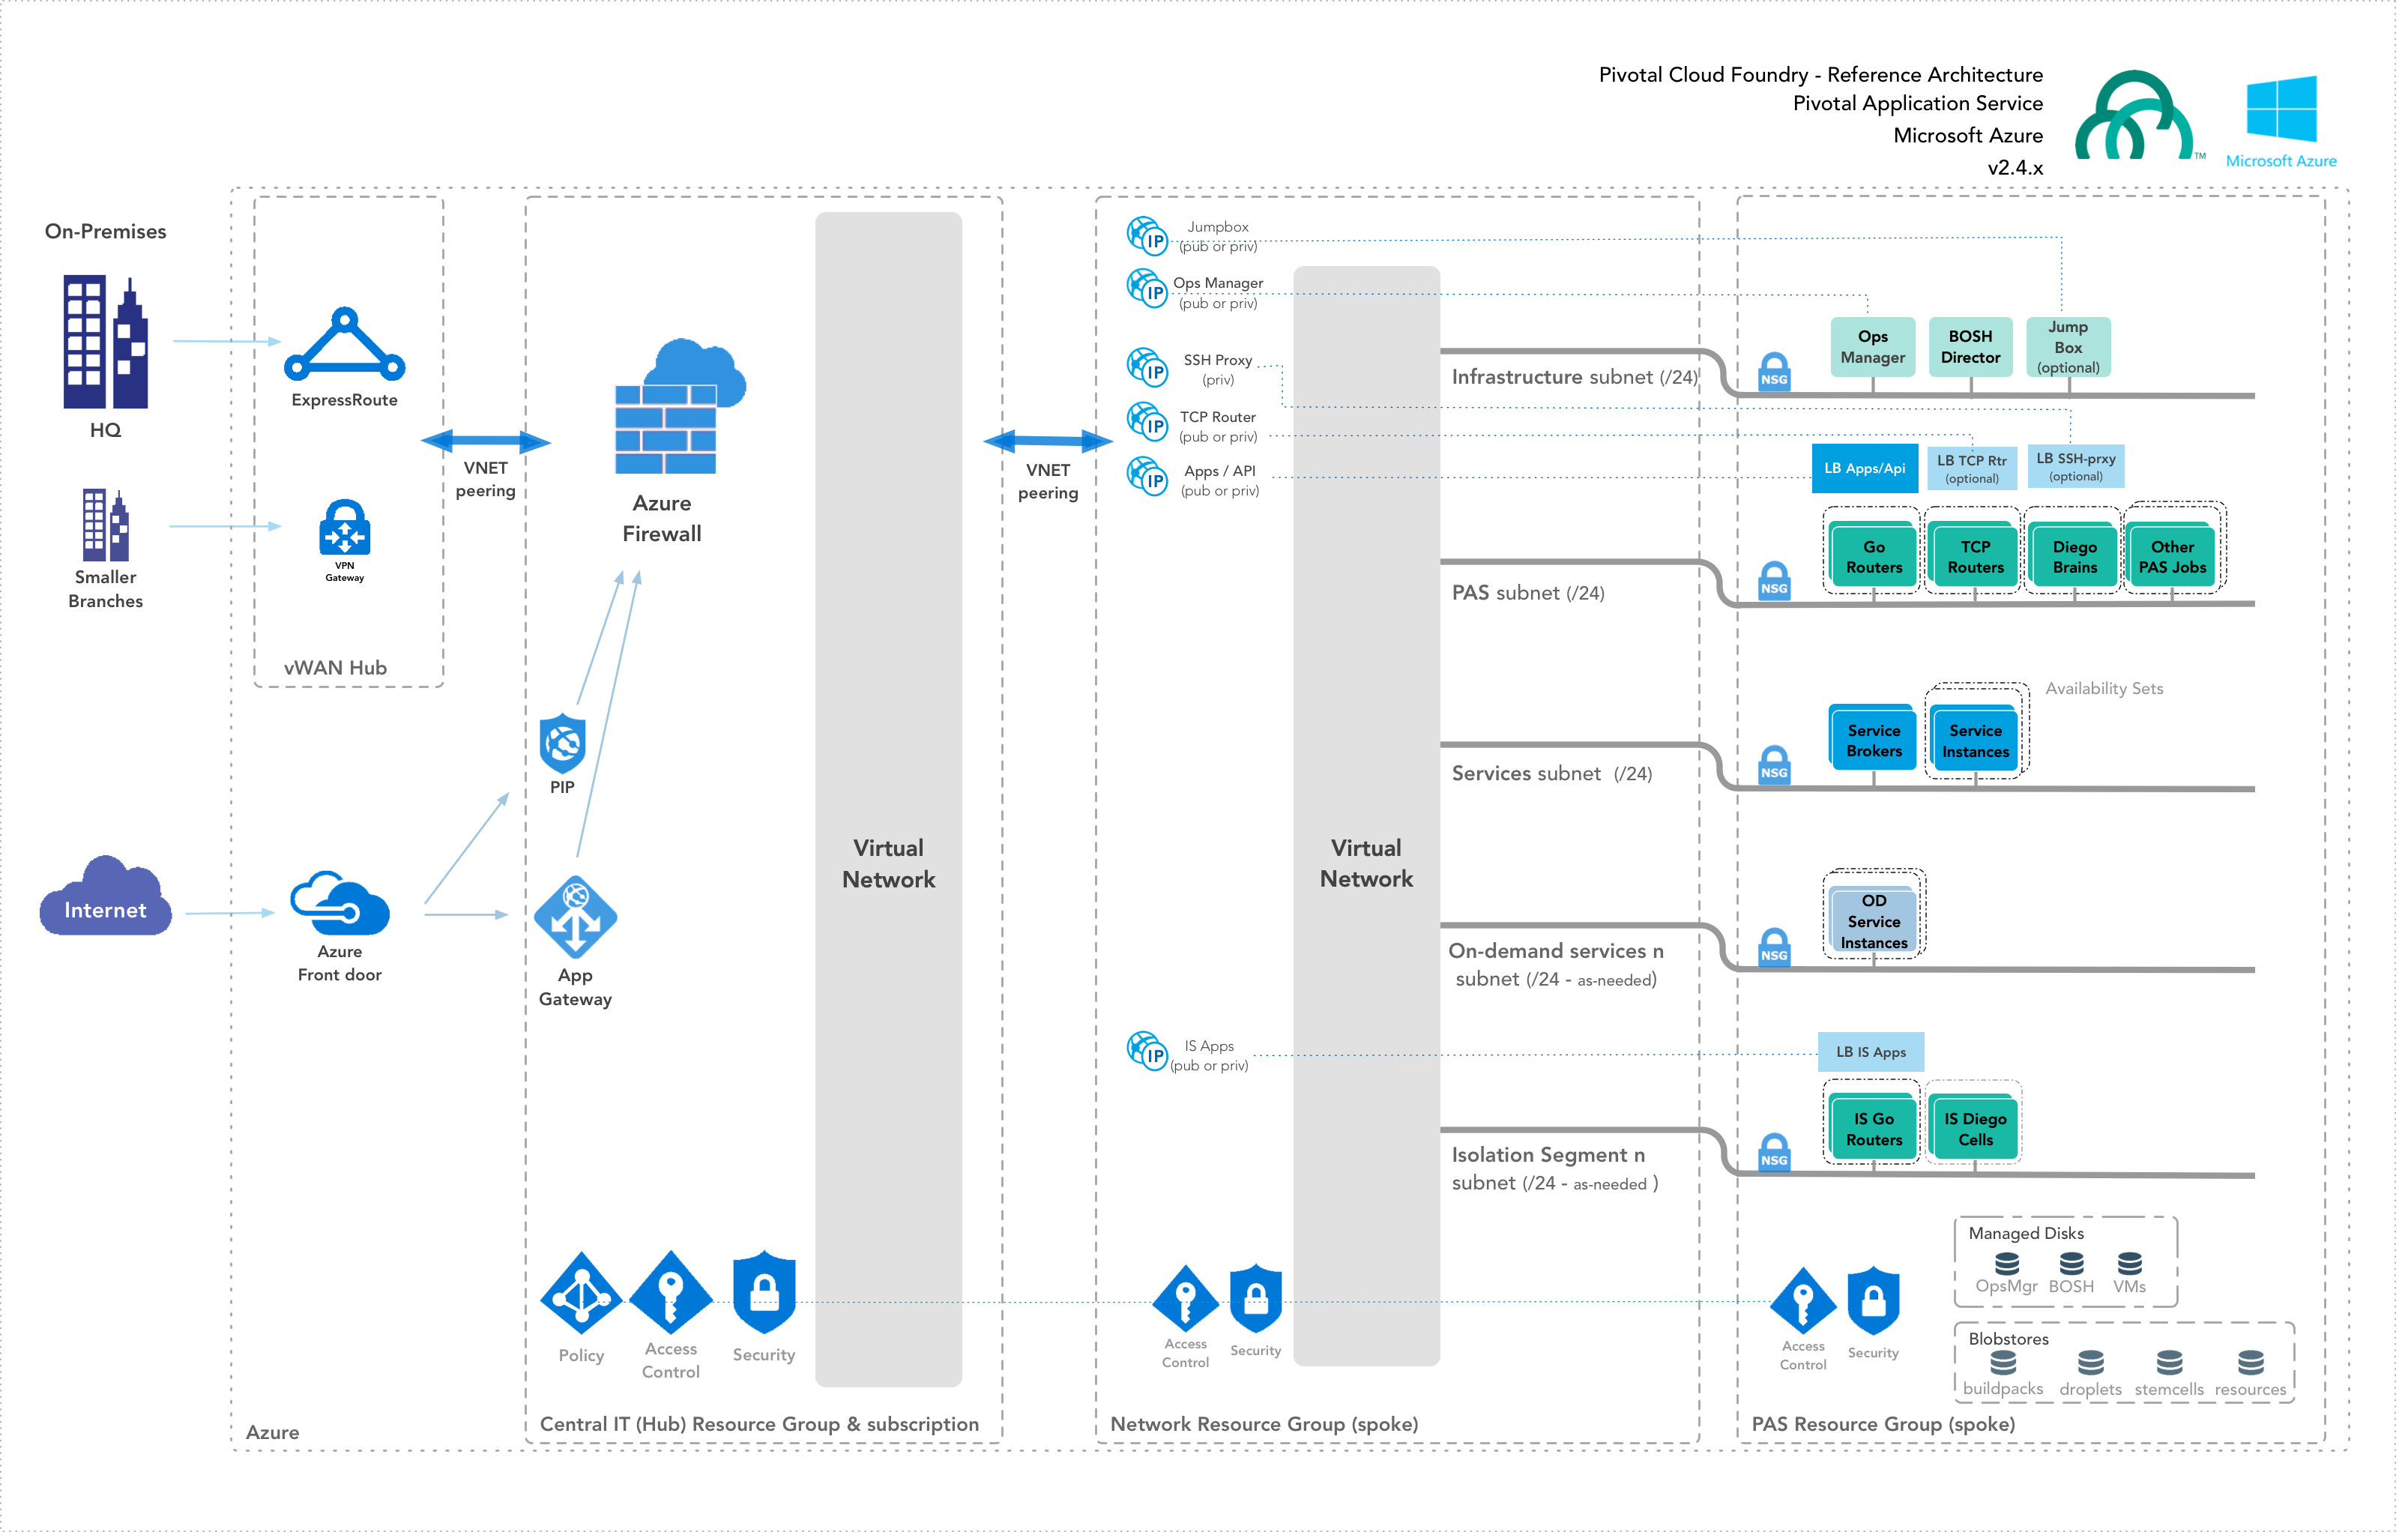 Pivotal Cloud Foundry - Reference Architecture
Pivotal Application Service
Microsoft Azure
v2.4.x
TM
Microsoft Azure
On-Premises
HQ
Smaller
Branches
Internet
ExpressRoute
VPN
Gateway
vWAN Hub
Azure
Front door
Azure
VNET
peering
Azure
Firewall
PIP
App
Gateway
Virtual
Network
Policy
Access
Control
Security
Central IT (Hub) Resource Group & subscription
VNET
peering
IP
Jumpbox
(pub or priv)
IP
Ops Manager
(pub or priv)
IP
SSH Proxy
(priv)
IP
TCP Router
(pub or priv)
IP
Apps / API
(pub or priv)
IP
IS Apps
(pub or priv)
Virtual
Network
Infrastructure subnet (/24)
PAS subnet (/24)
Services subnet (/24)
On-demand services n
subnet (/24 - as-needed)
Isolation Segment n
subnet (/24 - as-needed )
Access
Control
Security
Network Resource Group (spoke)
NSG
Ops
Manager
BOSH
Director
Jump
Box
(optional)
LB Apps/Api
LB TCP Rtr
(optional)
LB SSH-prxy
(optional)
NSG
Go
Routers
TCP
Routers
Diego
Brains
Other
PAS Jobs
Availability Sets
NSG
Service
Brokers
Service
Instances
NSG
OD
Service
Instances
LB IS Apps
NSG
IS Go
Routers
IS Diego
Cells
Managed Disks
OpsMgr
BOSH
VMs
Blobstores
buildpacks
droplets
stemcells
resources
Access
Control
Security
PAS Resource Group (spoke)